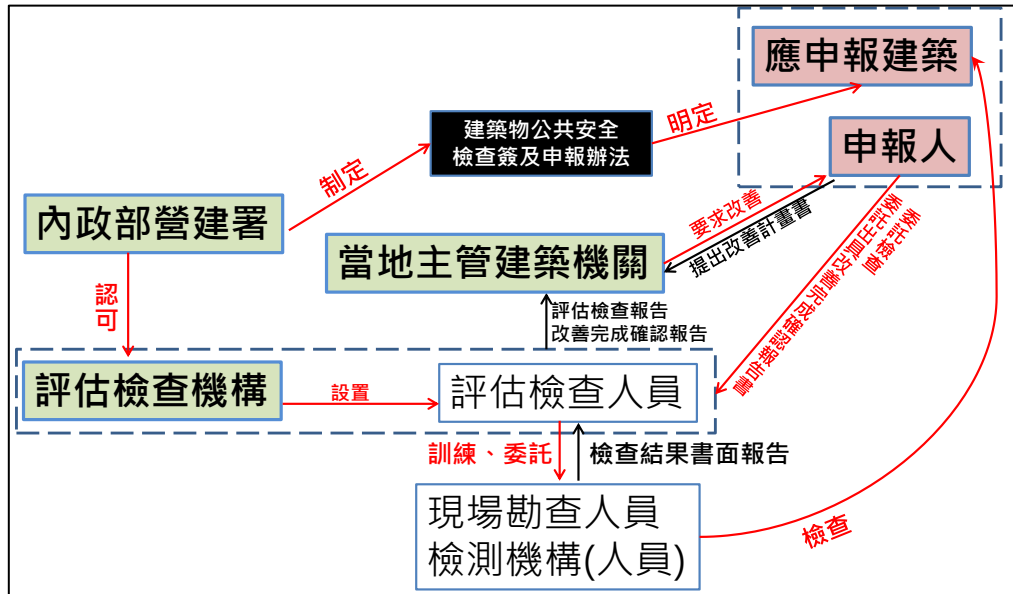 應申報建築
建築物公共安全
檢查簽及申報辦法
明定
申報人
制定
內政部營建署
要求改善
提出改善計畫書
委託檢查
委託出具改善完成確認報告書
當地主管建築機關
認可
評估檢查報告
改善完成確認報告
評估檢查機構
設置
評估檢查人員
訓練、委託
檢查結果書面報告
現場勘查人員
檢測機構(人員)
檢查